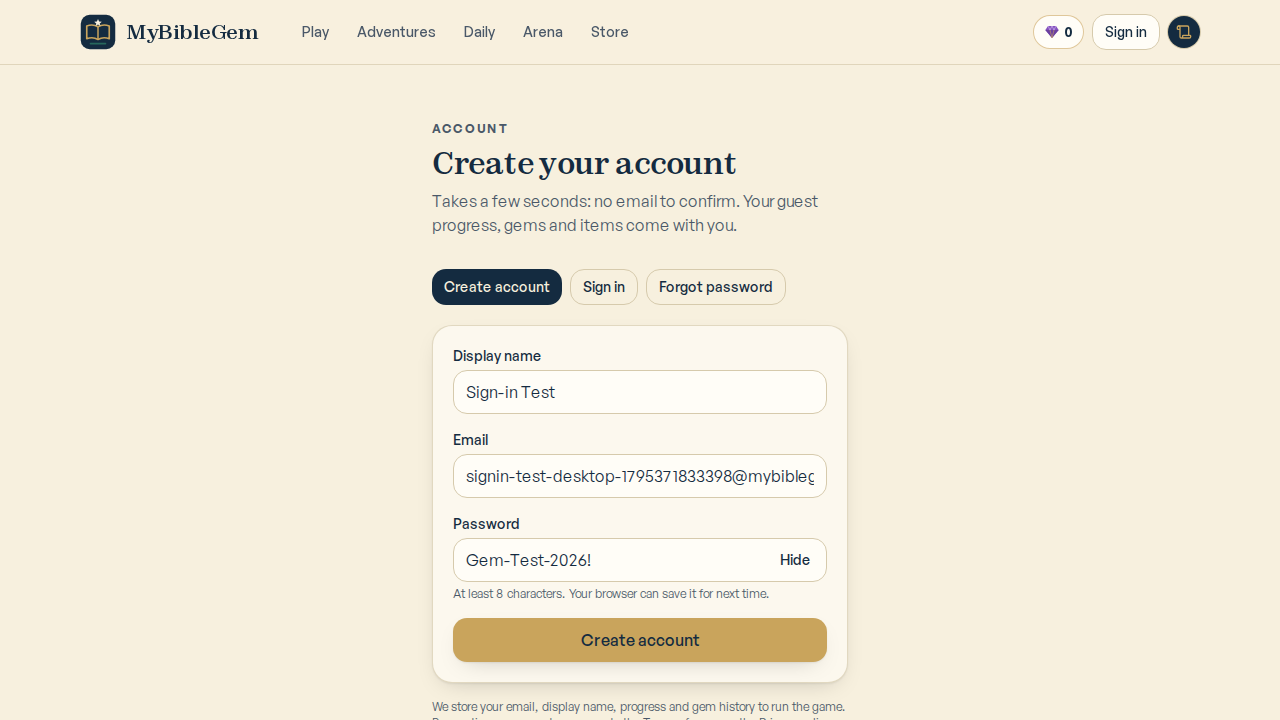 MyBibleGem
Play Adventures Daily Arena Store
0 Sign in
ACCOUNT
Create your account
Takes a few seconds: no email to confirm. Your guest
progress, gems and items come with you.
Create account Sign in Forgot password
Display name
Sign-in Test
Email
signin-test-desktop-1795371833398@mybibleg
Password
Gem-Test-2026! Hide
At least 8 characters. Your browser can save it for next time.
Create account
We store your email, display name, progress and gem history to run the game.